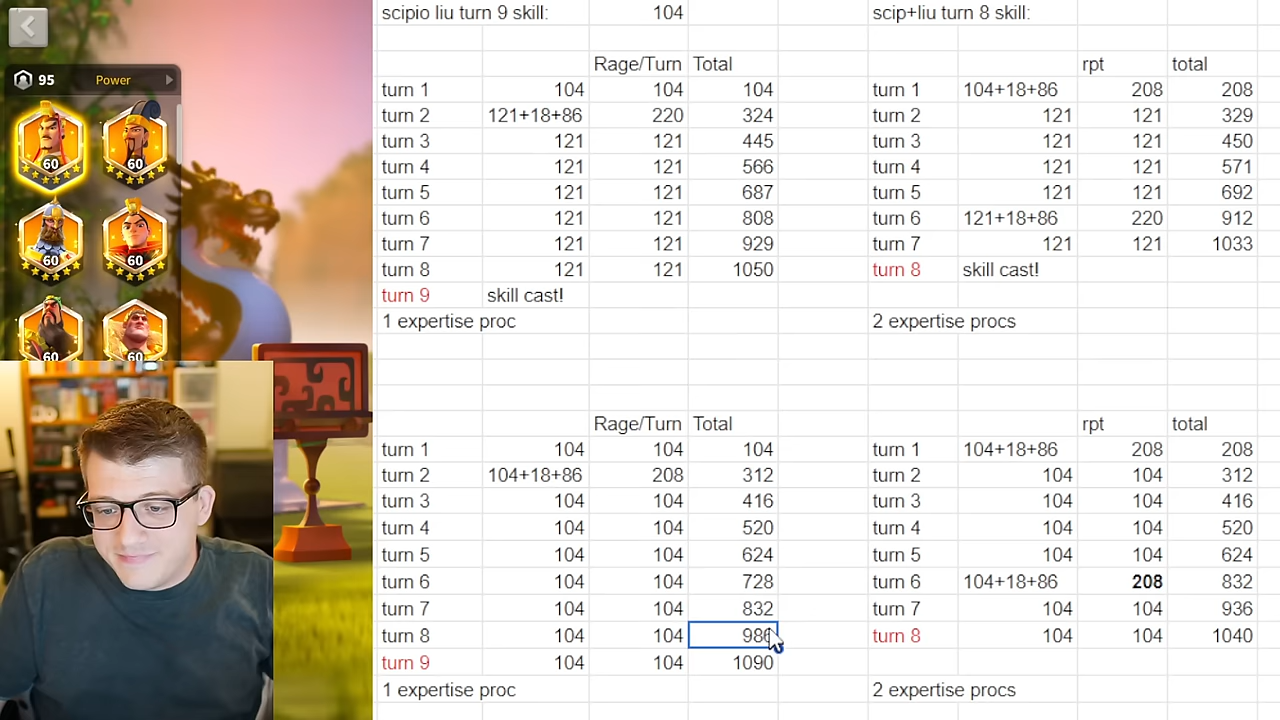 95 Power
60
60
60
60
60
60
scipio liu turn 9 skill: 104
Rage/Turn Total
turn 1 104 104 104
turn 2 121+18+86 220 324
turn 3 121 121 445
turn 4 121 121 566
turn 5 121 121 687
turn 6 121 121 808
turn 7 121 121 929
turn 8 121 121 1050
turn 9 skill cast!
1 expertise proc
scip+liu turn 8 skill:
rpt total
turn 1 104+18+86 208 208
turn 2 121 121 329
turn 3 121 121 450
turn 4 121 121 571
turn 5 121 121 692
turn 6 121+18+86 220 912
turn 7 121 121 1033
turn 8 skill cast!
2 expertise procs
Rage/Turn Total
turn 1 104 104 104
turn 2 104+18+86 208 312
turn 3 104 104 416
turn 4 104 104 520
turn 5 104 104 624
turn 6 104 104 728
turn 7 104 104 832
turn 8 104 104
turn 9 104 104 1090
1 expertise proc
rpt total
turn 1 104+18+86 208 208
turn 2 104 104 312
turn 3 104 104 416
turn 4 104 104 520
turn 5 104 104 624
turn 6 104+18+86 208 832
turn 7 104 104 936
turn 8 104 104 1040
2 expertise procs